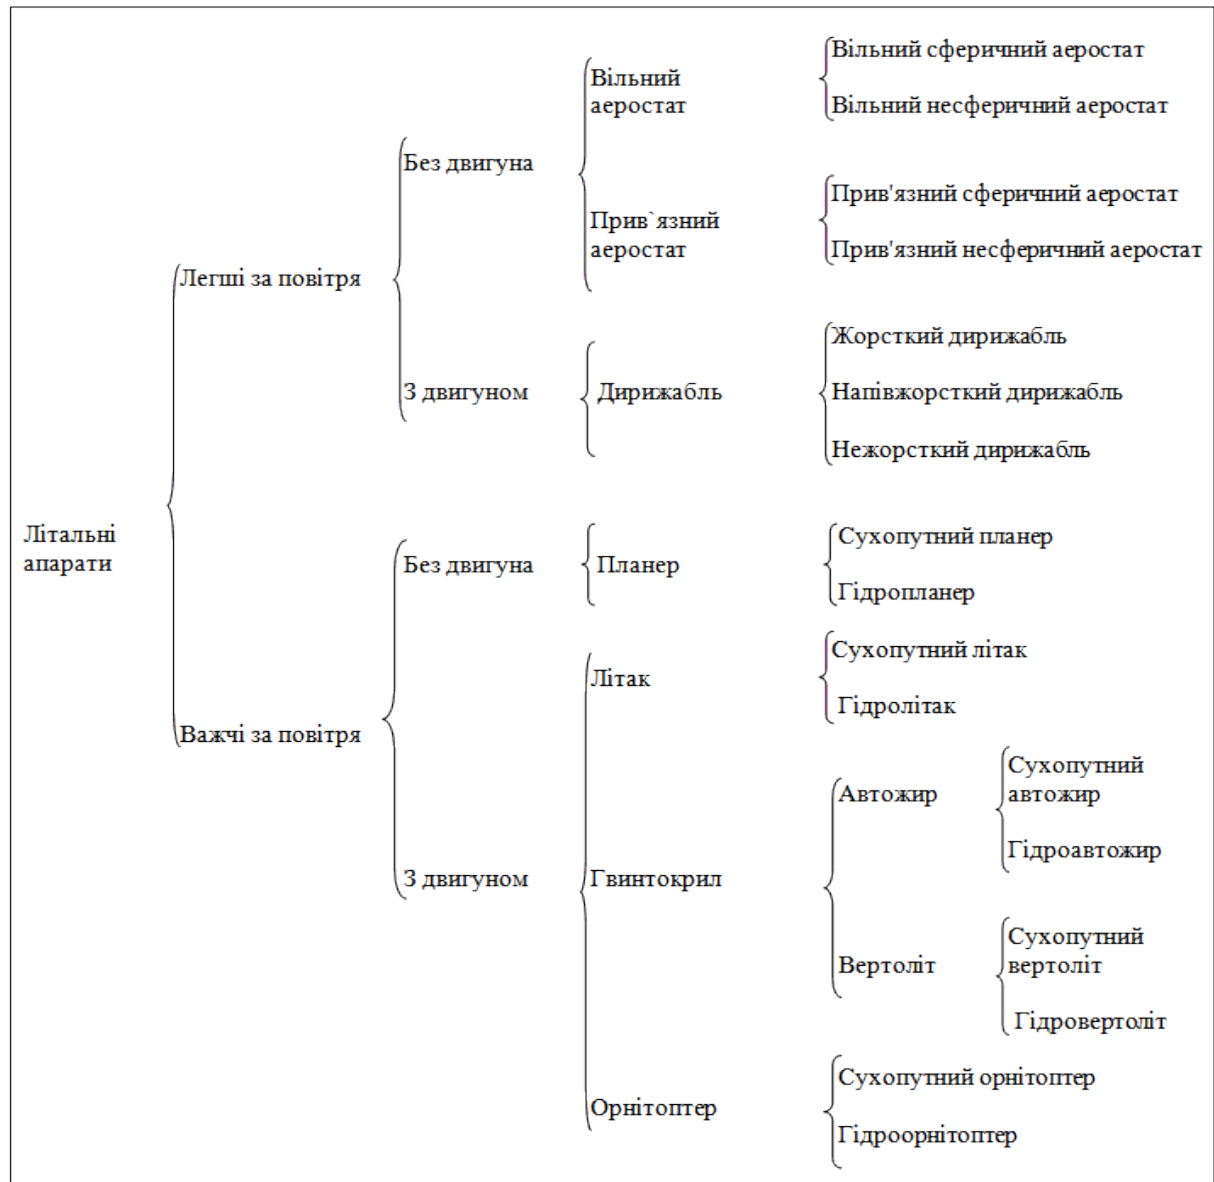 Літальні
апарати
Легші за повітря
Без двигуна
Вільний
аеростат
Вільний сферичний аеростат
Вільний несферичний аеростат
Прив`язний
аеростат
Прив'язний сферичний аеростат
Прив'язний несферичний аеростат
З двигуном
Дирижабль
Жорсткий дирижабль
Напівжорсткий дирижабль
Нежорсткий дирижабль
Важчі за повітря
Без двигуна
Планер
Сухопутний планер
Гідропланер
З двигуном
Літак
Сухопутний літак
Гідролітак
Гвинтокрил
Автожир
Сухопутний
автожир
Гідроавтожир
Вертоліт
Сухопутний
вертоліт
Гідровертоліт
Орнітоптер
Сухопутний орнітоптер
Гідроорнітоптер